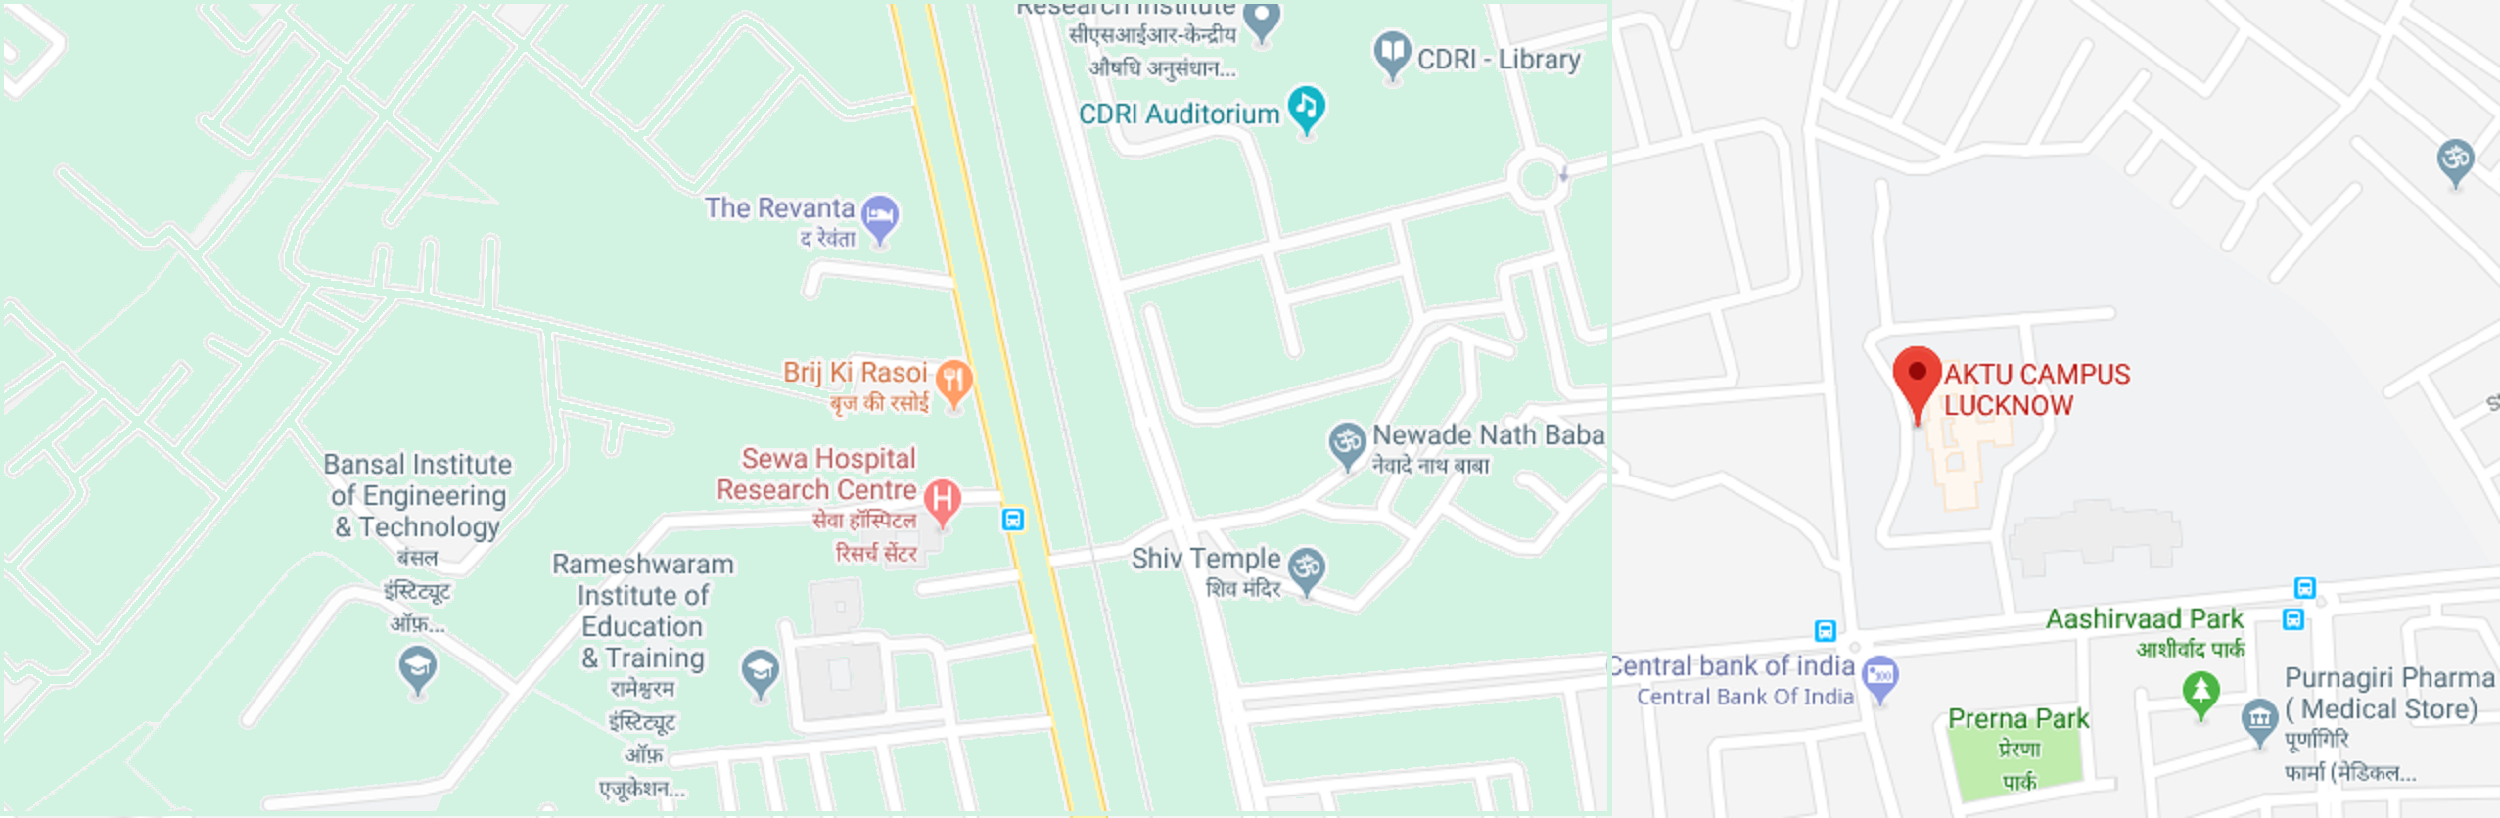 Research Institute
सीएसआईआर-केन्द्रीय
औषधि अनुसंधान...
CDRI - Library
CDRI Auditorium
The Revanta
द रेवंता
Brij Ki Rasoi
बृज की रसोई
AKTU CAMPUS
LUCKNOW
Newade Nath Baba
नेवादे नाथ बाबा
Bansal Institute
of Engineering
& Technology
बंसल
इंस्टिट्यूट
ऑफ़...
Sewa Hospital
Research Centre
सेवा हॉस्पिटल
रिसर्च सेंटर
Shiv Temple
शिव मंदिर
Rameshwaram
Institute of
Education
& Training
रामेश्वरम
इंस्टिट्यूट
ऑफ़
एजूकेशन...
Aashirvaad Park
आशीर्वाद पार्क
Central bank of india
Central Bank Of India
Purnagiri Pharma
( Medical Store)
पूर्णागिरि
फार्मा (मेडिकल...
Prerna Park
प्रेरणा
पार्क